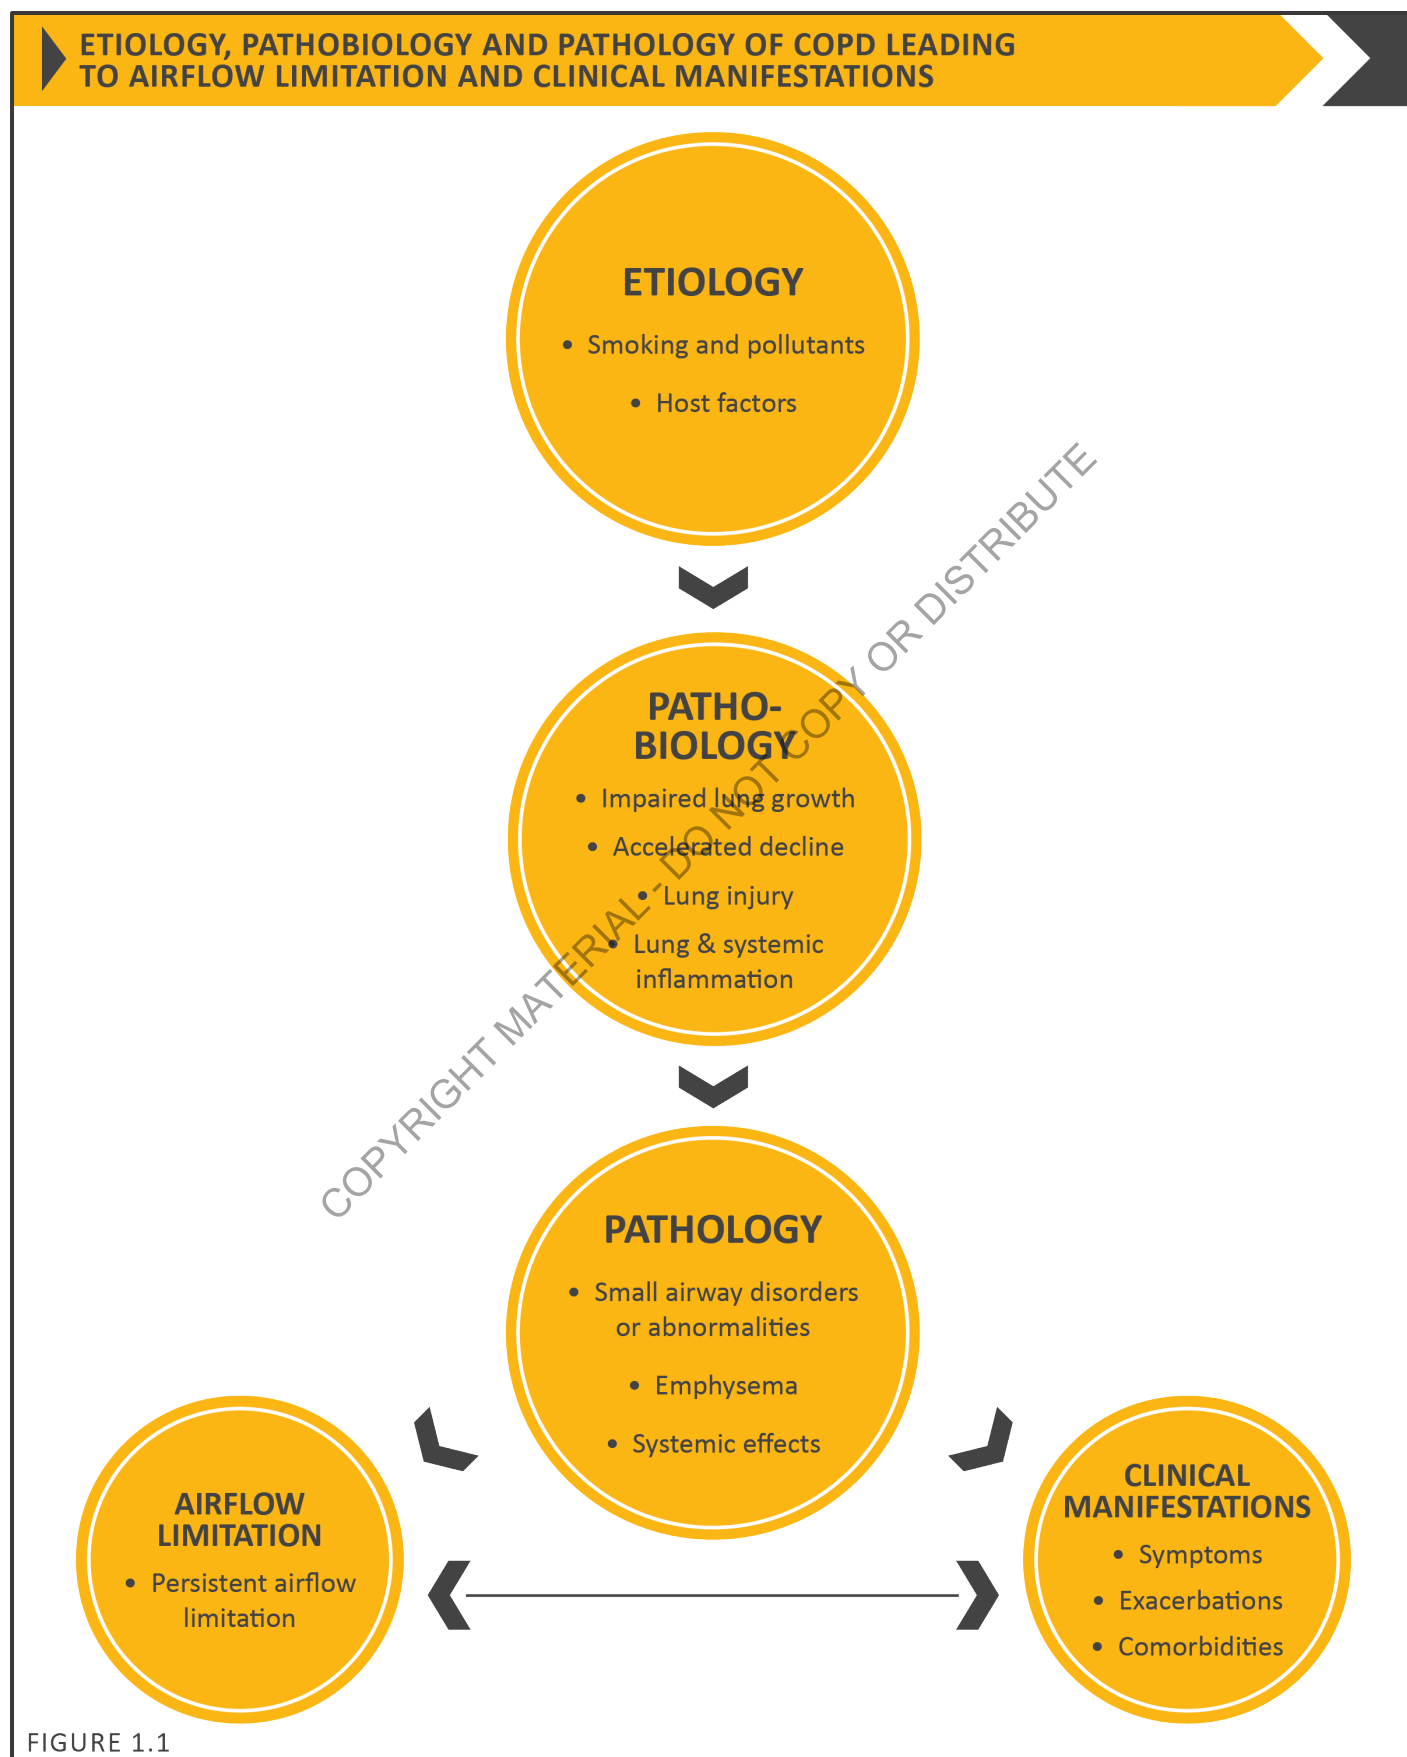 ETIOLOGY, PATHOBIOLOGY AND PATHOLOGY OF COPD LEADING
TO AIRFLOW LIMITATION AND CLINICAL MANIFESTATIONS
ETIOLOGY
• Smoking and pollutants
• Host factors
PATHO-
BIOLOGY
• Impaired lung growth
• Accelerated decline
• Lung injury
• Lung & systemic
inflammation
COPYRIGHT MATERIAL - DO NOT COPY OR DISTRIBUTE
PATHOLOGY
• Small airway disorders
or abnormalities
• Emphysema
• Systemic effects
AIRFLOW
LIMITATION
• Persistent airflow
limitation
CLINICAL
MANIFESTATIONS
• Symptoms
• Exacerbations
• Comorbidities
FIGURE 1.1